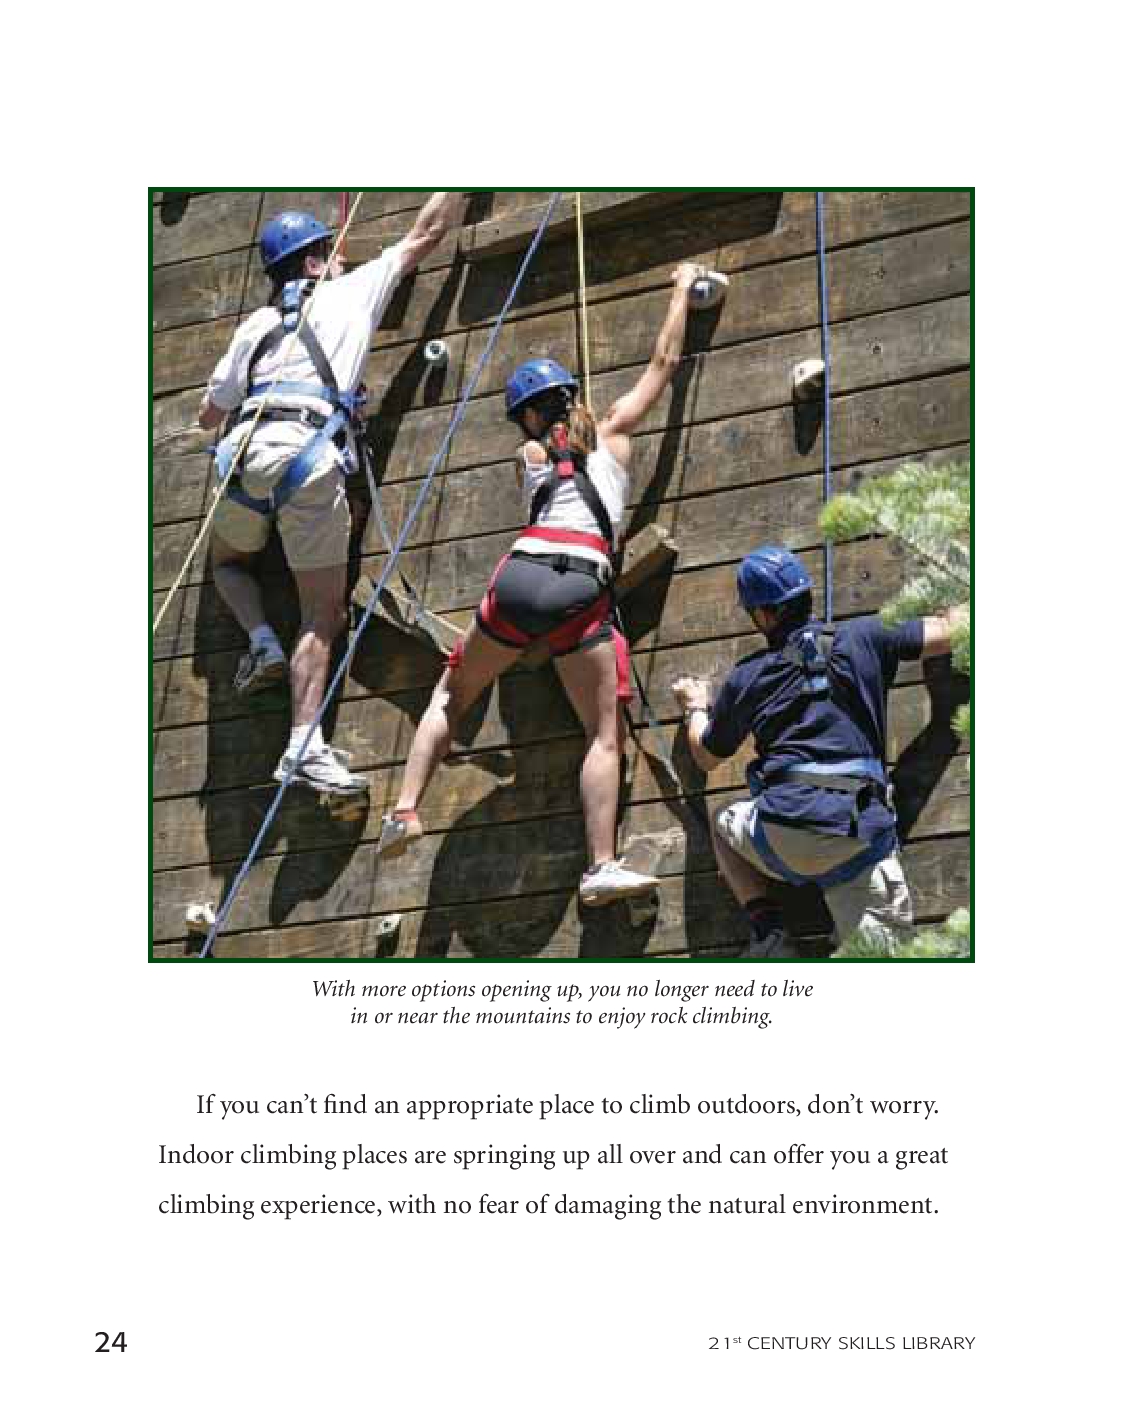 With more options opening up, you no longer need to live
in or near the mountains to enjoy rock climbing.
If you can’t find an appropriate place to climb outdoors, don’t worry.
Indoor climbing places are springing up all over and can offer you a great
climbing experience, with no fear of damaging the natural environment.
24
21st CENTURY SKILLS LIBRARY